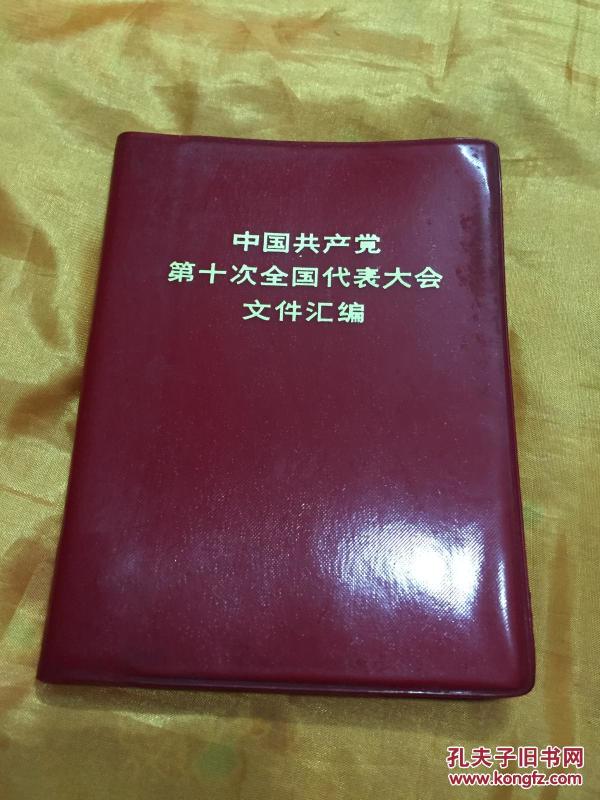 中国共产党
第十次全国代表大会
文件汇编
孔夫子旧书网
www.kongfz.com